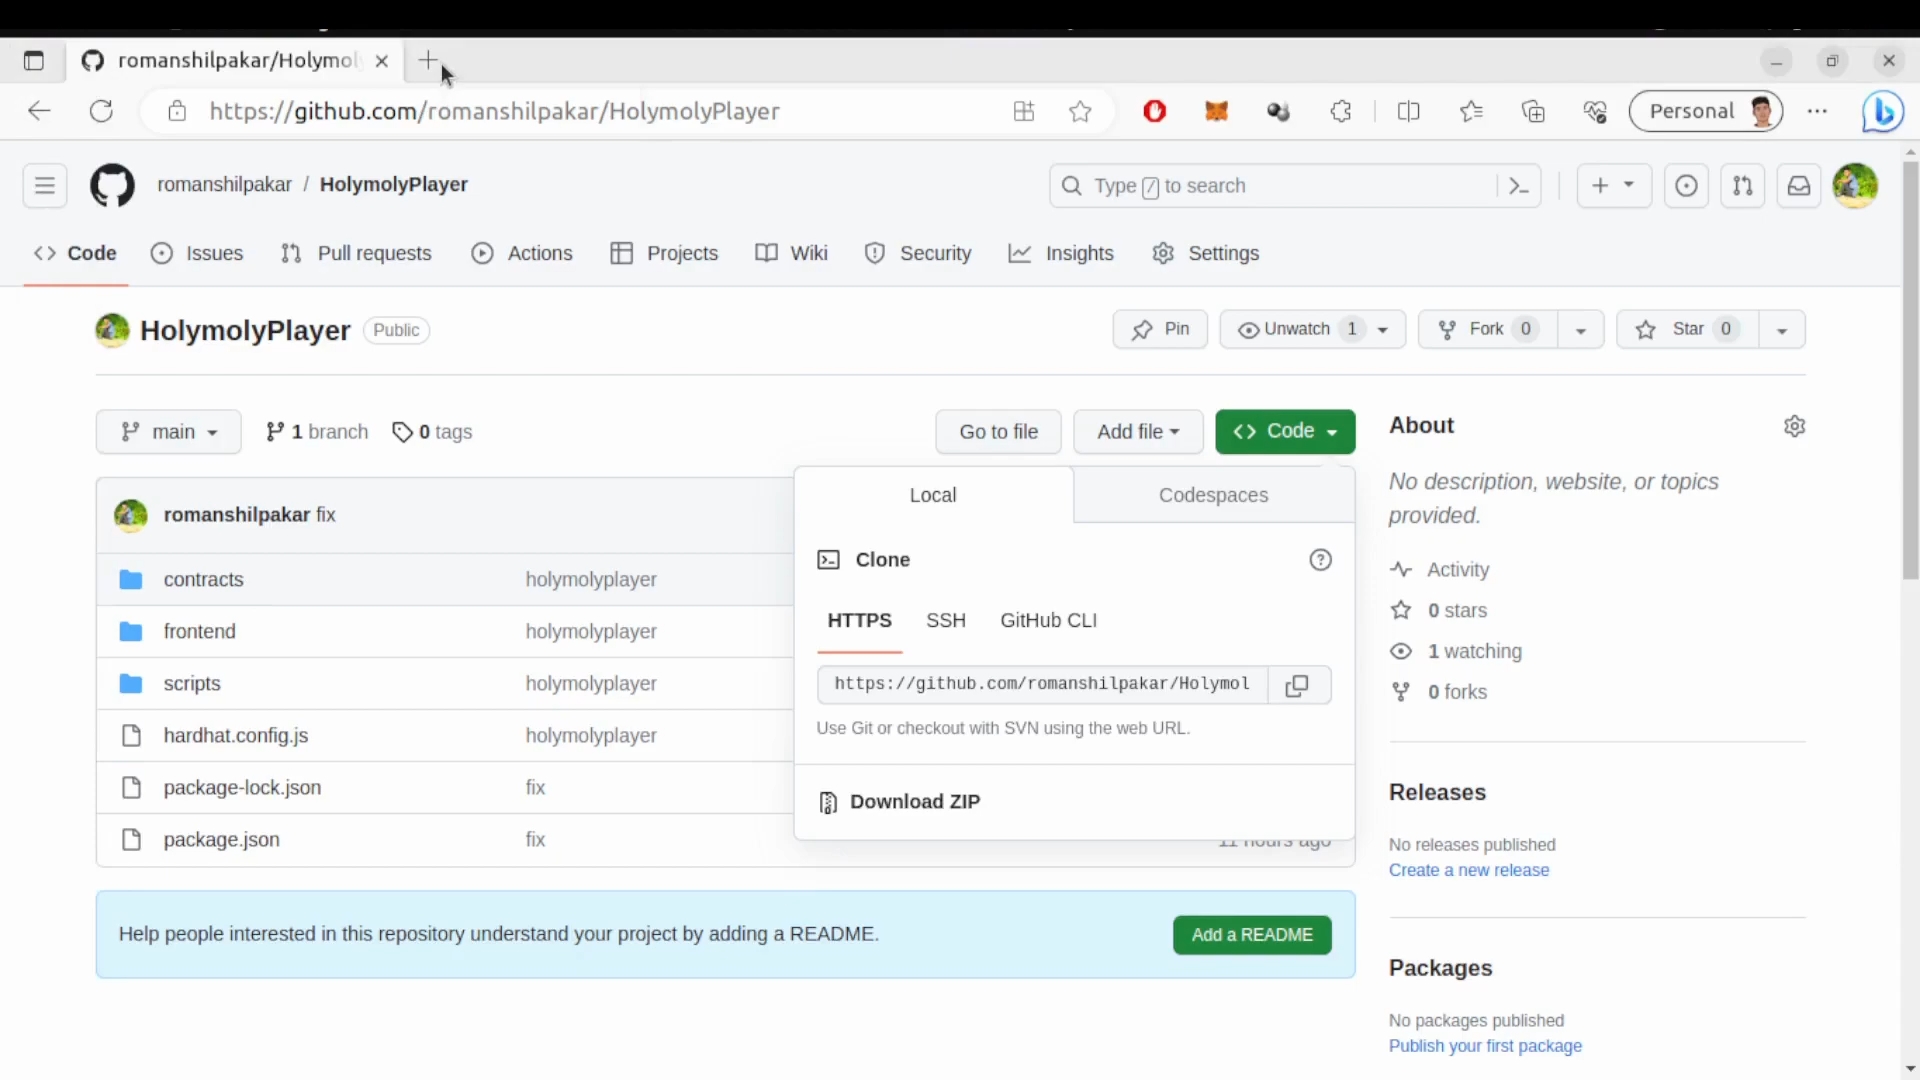 romanshilpakar/Holymol
https://github.com/romanshilpakar/HolymolyPlayer
Personal
romanshilpakar / HolymolyPlayer
Type / to search
Code
Issues
Pull requests
Actions
Projects
Wiki
Security
Insights
Settings
HolymolyPlayer Public
Pin
Unwatch 1
Fork 0
Star 0
main
1 branch
0 tags
Go to file
Add file
Code
romanshilpakar fix
contracts holymolyplayer
frontend holymolyplayer
scripts holymolyplayer
hardhat.config.js holymolyplayer
package-lock.json fix
package.json fix
11 hours ago
Local
Codespaces
Clone
HTTPS
SSH
GitHub CLI
https://github.com/romanshilpakar/Holymol
Use Git or checkout with SVN using the web URL.
Download ZIP
Help people interested in this repository understand your project by adding a README.
Add a README
About
No description, website, or topics
provided.
Activity
0 stars
1 watching
0 forks
Releases
No releases published
Create a new release
Packages
No packages published
Publish your first package